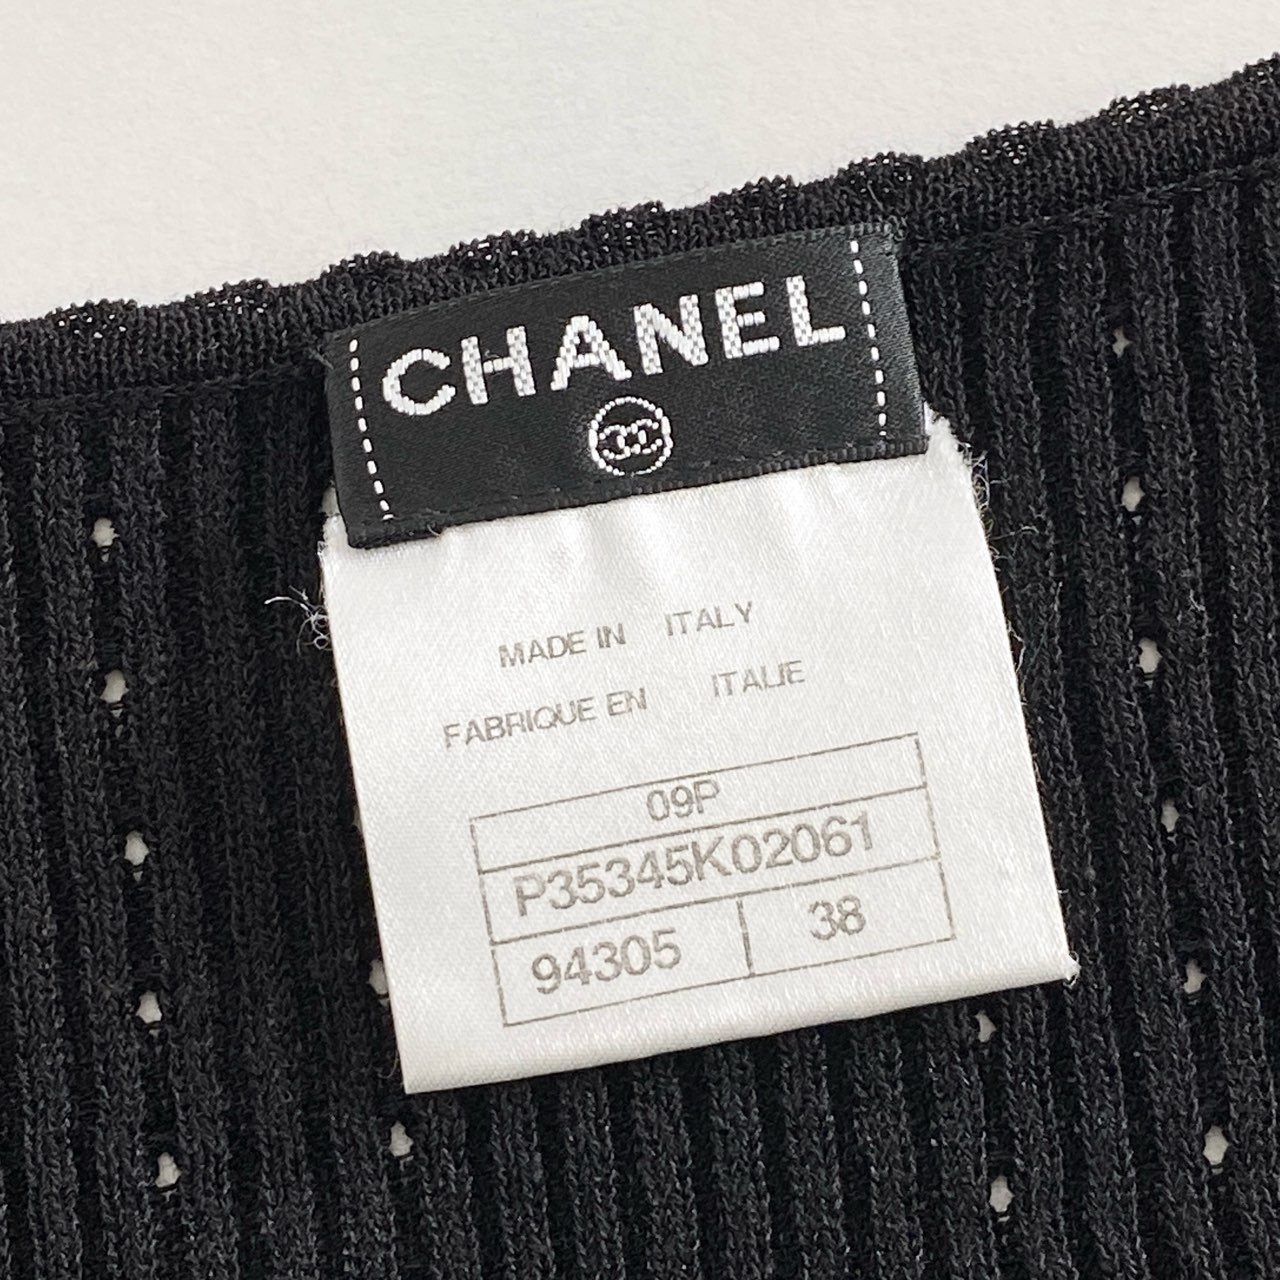 CHANEL
MADE IN ITALY
FABRIQUE EN ITALIE
09P
P35345K02061
94305 38